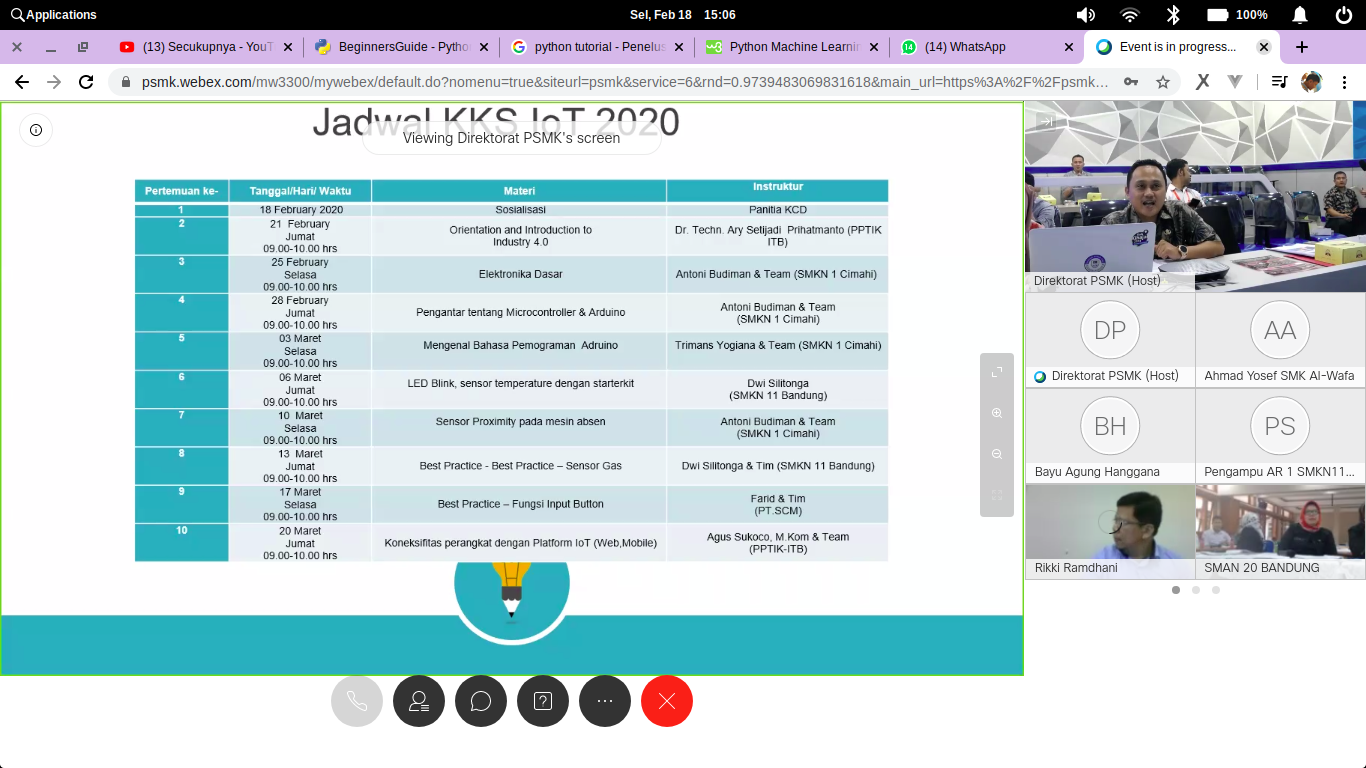 Applications
Sel, Feb 18 15:06
100%
(13) Secukupnya - YouT
BeginnersGuide - Pytho
python tutorial - Penelus
Python Machine Learnin
(14) WhatsApp
Event is in progress...
psmk.webex.com/mw3300/mywebex/default.do?nomenu=true&siteurl=psmk&service=6&rnd=0.9739483069831618&main_url=https%3A%2F%2Fpsmk...
Jadwal KKS IoT 2020
Viewing Direktorat PSMK's screen
Pertemuan ke- Tanggal/Hari/ Waktu Materi Instruktur
1 18 February 2020 Sosialisasi Panitia KCD
2 21 February
Jumat
09.00-10.00 hrs
Orientation and Introduction to
Industry 4.0
Dr. Techn. Ary Setijadi Prihatmanto (PPTIK
ITB)
3 25 February
Selasa
09.00-10.00 hrs
Elektronika Dasar
Antoni Budiman & Team (SMKN 1 Cimahi)
4 28 February
Jumat
09.00-10.00 hrs
Pengantar tentang Microcontroller & Arduino
Antoni Budiman & Team
(SMKN 1 Cimahi)
5 03 Maret
Selasa
09.00-10.00 hrs
Mengenal Bahasa Pemograman Adruino
Trimans Yogiana & Team (SMKN 1 Cimahi)
6 06 Maret
Jumat
09.00-10.00 hrs
LED Blink, sensor temperature dengan starterkit
Dwi Silitonga
(SMKN 11 Bandung)
7 10 Maret
Selasa
09.00-10.00 hrs
Sensor Proximity pada mesin absen
Antoni Budiman & Team
(SMKN 1 Cimahi)
8 13 Maret
Jumat
09.00-10.00 hrs
Best Practice - Best Practice – Sensor Gas
Dwi Silitonga & Tim (SMKN 11 Bandung)
9 17 Maret
Selasa
09.00-10.00 hrs
Best Practice – Fungsi Input Button
Farid & Tim
(PT.SCM)
10 20 Maret
Jumat
09.00-10.00 hrs
Koneksifitas perangkat dengan Platform IoT (Web,Mobile)
Agus Sukoco, M.Kom & Team
(PPTIK-ITB)
Direktorat PSMK (Host)
DP
Direktorat PSMK (Host)
AA
Ahmad Yosef SMK Al-Wafa
BH
Bayu Agung Hanggana
PS
Pengampu AR 1 SMKN11...
Rikki Ramdhani
SMAN 20 BANDUNG